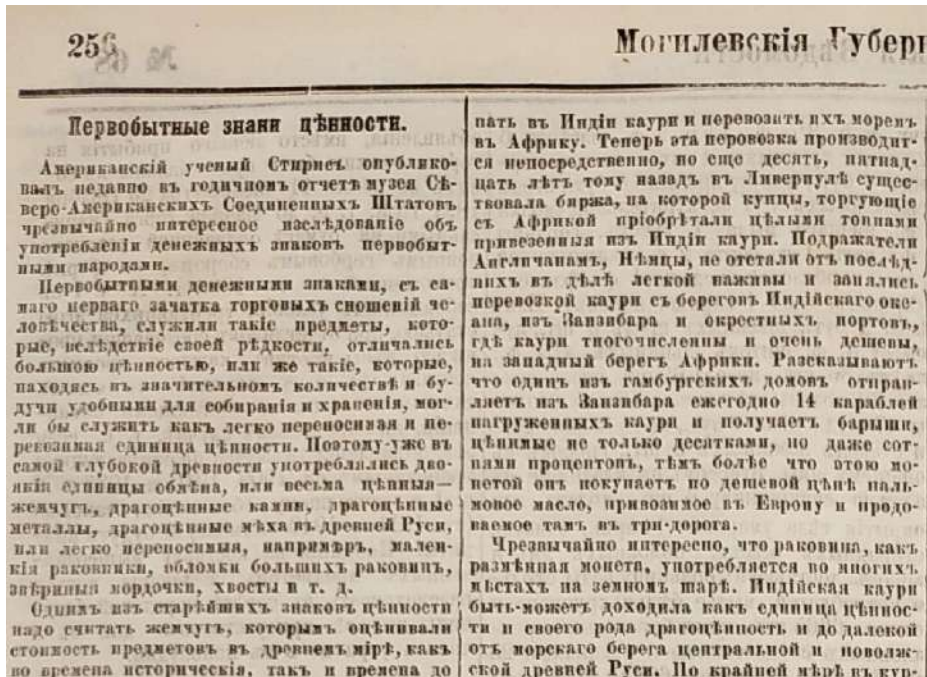 256
Могилевскія Губерн
Первобытные знаки цѣнности.
Американскій ученый Стирнсъ опублико-
валъ недавно въ годичномъ отчетѣ музея Сѣ-
веро-Американскихъ Соединенныхъ Штатовъ
чрезвычайно интересное изслѣдованіе объ
употребленіи денежныхъ знаковъ первобыт-
ными народами.
Первобытными денежными знаками, съ са-
маго перваго зачатка торговыхъ сношеній че-
ловѣчества, служили такіе предметы, кото-
рые, вслѣдствіе своей рѣдкости, отличались
большою цѣнностью, или же такіе, которые,
находясь въ значительномъ количествѣ и бу-
дучи удобными для собиранія и храненія, мог-
ли бы служить какъ легко переносимая и пе-
ревозимая единица цѣнности. Поэтому-уже въ
самой глубокой древности употреблялись дво-
якія единицы обмѣна, или весьма цѣнныя—
жемчугъ, драгоцѣнные камни, драгоцѣнные
металлы, драгоцѣнные мѣха въ древней Руси,
или легко переносимыя, напримѣръ, мален-
кія раковинки, обломки большихъ раковинъ,
звѣриныя мордочки, хвосты и т. д.
Однимъ изъ старѣйшихъ знаковъ цѣнности
надо считать жемчугъ, которымъ оцѣнивали
стоимость предметовъ въ древнемъ мірѣ, какъ
во времена историческія, такъ и времена до
пать въ Индіи каури и перевозить ихъ моремъ
въ Африку. Теперь эта перевозка производит-
ся непосредственно, но еще десять, пятнад-
цать лѣтъ тому назадъ въ Ливерпулѣ сущес-
твовала биржа, на которой купцы, торгующіе
съ Африкой пріобрѣтали цѣлыми тоннами
привезенныя изъ Индіи каури. Подражатели
Англичанамъ, Нѣмцы, не отстали отъ послѣд-
нихъ въ дѣлѣ легкой наживы и занялись
перевозкой каури съ береговъ Индійскаго оке-
ана, изъ Занзибара и окрестныхъ портовъ,
гдѣ каури многочисленны и очень дешевы,
на западный берегъ Африки. Разсказываютъ
что одинъ изъ гамбургскихъ домовъ отправ-
ляетъ изъ Занзибара ежегодно 14 караблей
нагруженныхъ каури и получаетъ барыши,
цѣнимые не только десятками, но даже сот-
нями процентовъ, тѣмъ болѣе что этою мо-
нетой онъ покупаетъ по дешевой цѣнѣ паль-
мовое масло, привозимое въ Европу и продо-
ваемое тамъ въ три-дорога.
Чрезвычайно интересно, что раковина, какъ
размѣнная монета, употребляется во многихъ
мѣстахъ на земномъ шарѣ. Индійская каури
быть-можетъ доходила какъ единица цѣннос-
ти и своего рода драгоцѣнность и до далекой
отъ морскаго берега центральной и поволж-
ской древней Руси. По крайней мѣрѣ въ кур-